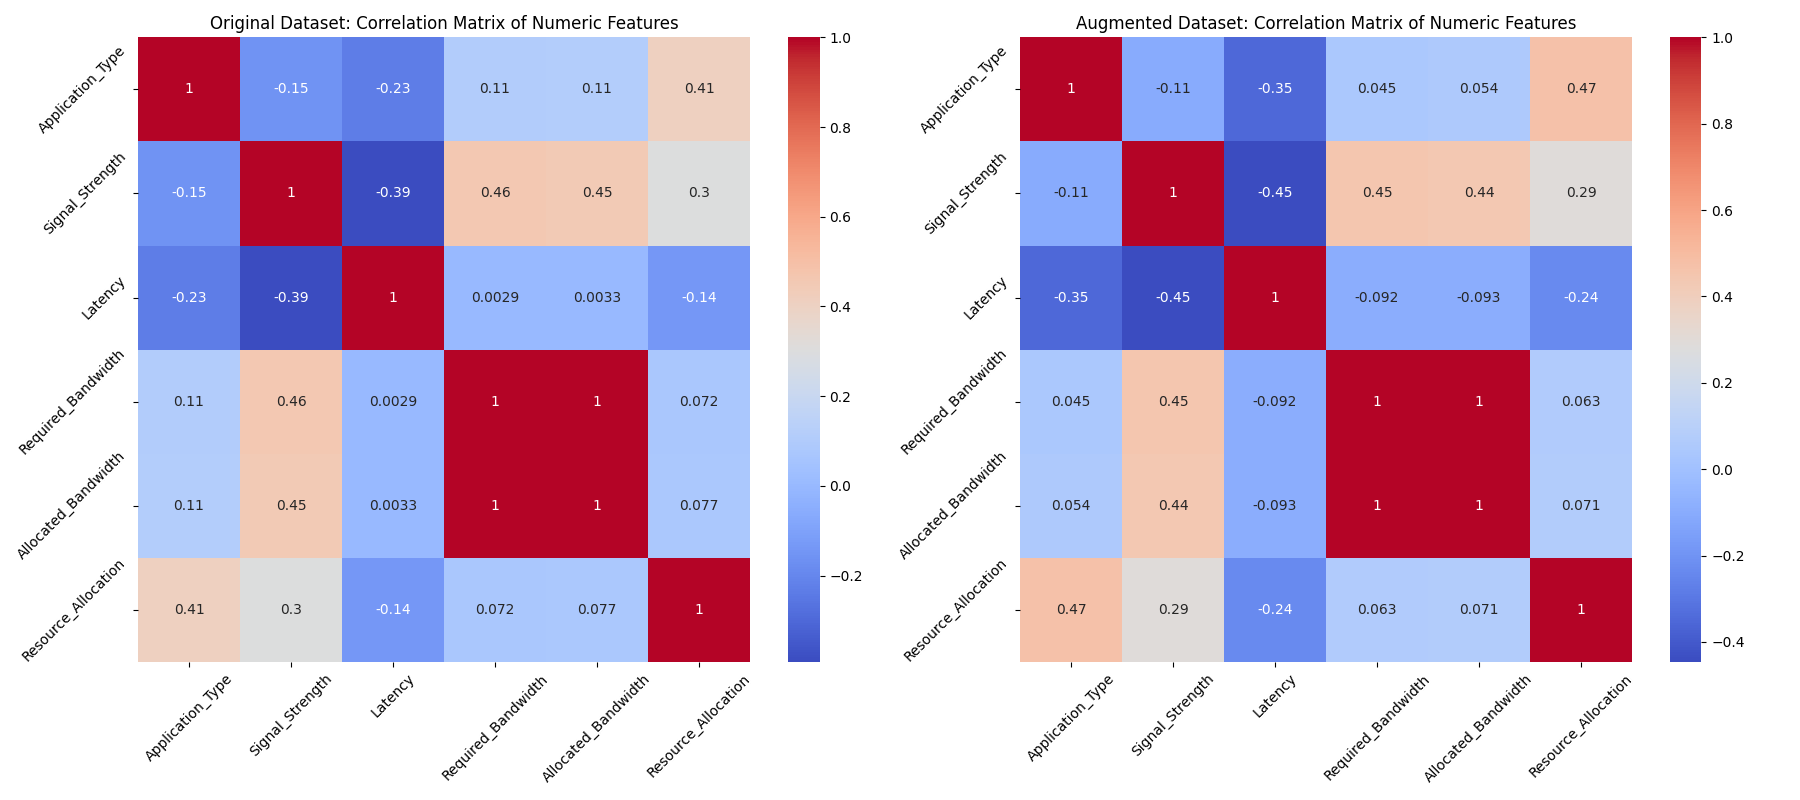 Original Dataset: Correlation Matrix of Numeric Features
Application_Type 1 -0.15 -0.23 0.11 0.11 0.41
Signal_Strength -0.15 1 -0.39 0.46 0.45 0.3
Latency -0.23 -0.39 1 0.0029 0.0033 -0.14
Required_Bandwidth 0.11 0.46 0.0029 1 1 0.072
Allocated_Bandwidth 0.11 0.45 0.0033 1 1 0.077
Resource_Allocation 0.41 0.3 -0.14 0.072 0.077 1
Application_Type Signal_Strength Latency Required_Bandwidth Allocated_Bandwidth Resource_Allocation
1.0
0.8
0.6
0.4
0.2
0.0
−0.2
Augmented Dataset: Correlation Matrix of Numeric Features
Application_Type 1 -0.11 -0.35 0.045 0.054 0.47
Signal_Strength -0.11 1 -0.45 0.45 0.44 0.29
Latency -0.35 -0.45 1 -0.092 -0.093 -0.24
Required_Bandwidth 0.045 0.45 -0.092 1 1 0.063
Allocated_Bandwidth 0.054 0.44 -0.093 1 1 0.071
Resource_Allocation 0.47 0.29 -0.24 0.063 0.071 1
Application_Type Signal_Strength Latency Required_Bandwidth Allocated_Bandwidth Resource_Allocation
1.0
0.8
0.6
0.4
0.2
0.0
−0.2
−0.4